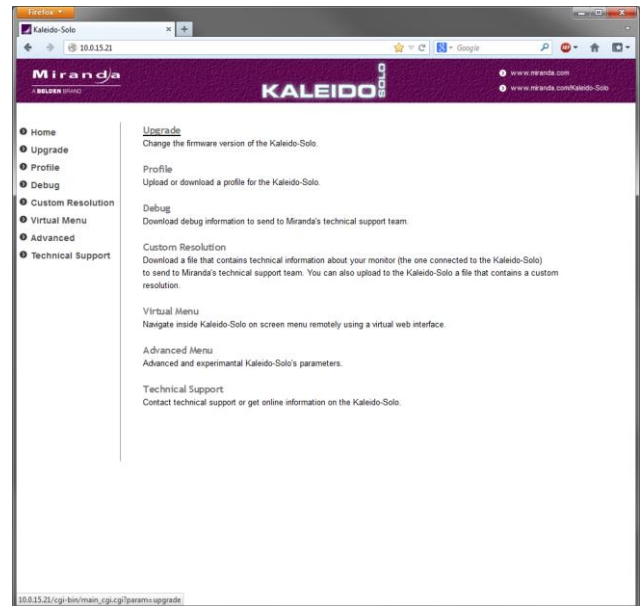 Firefox
Kaleido-Solo
10.0.15.21
Google
Miranda
A BELDEN BRAND
KALEIDO SOLO
www.miranda.com
www.miranda.com/Kaleido-Solo
Home
Upgrade
Profile
Debug
Custom Resolution
Virtual Menu
Advanced
Technical Support
Upgrade
Change the firmware version of the Kaleido-Solo.
Profile
Upload or download a profile for the Kaleido-Solo.
Debug
Download debug information to send to Miranda's technical support team.
Custom Resolution
Download a file that contains technical information about your monitor (the one connected to the Kaleido-Solo)
to send to Miranda's technical support team. You can also upload to the Kaleido-Solo a file that contains a custom
resolution.
Virtual Menu
Navigate inside Kaleido-Solo on screen menu remotely using a virtual web interface.
Advanced Menu
Advanced and experimantal Kaleido-Solo's parameters.
Technical Support
Contact technical support or get online information on the Kaleido-Solo.
10.0.15.21/cgi-bin/main_cgi.cgi?param=upgrade